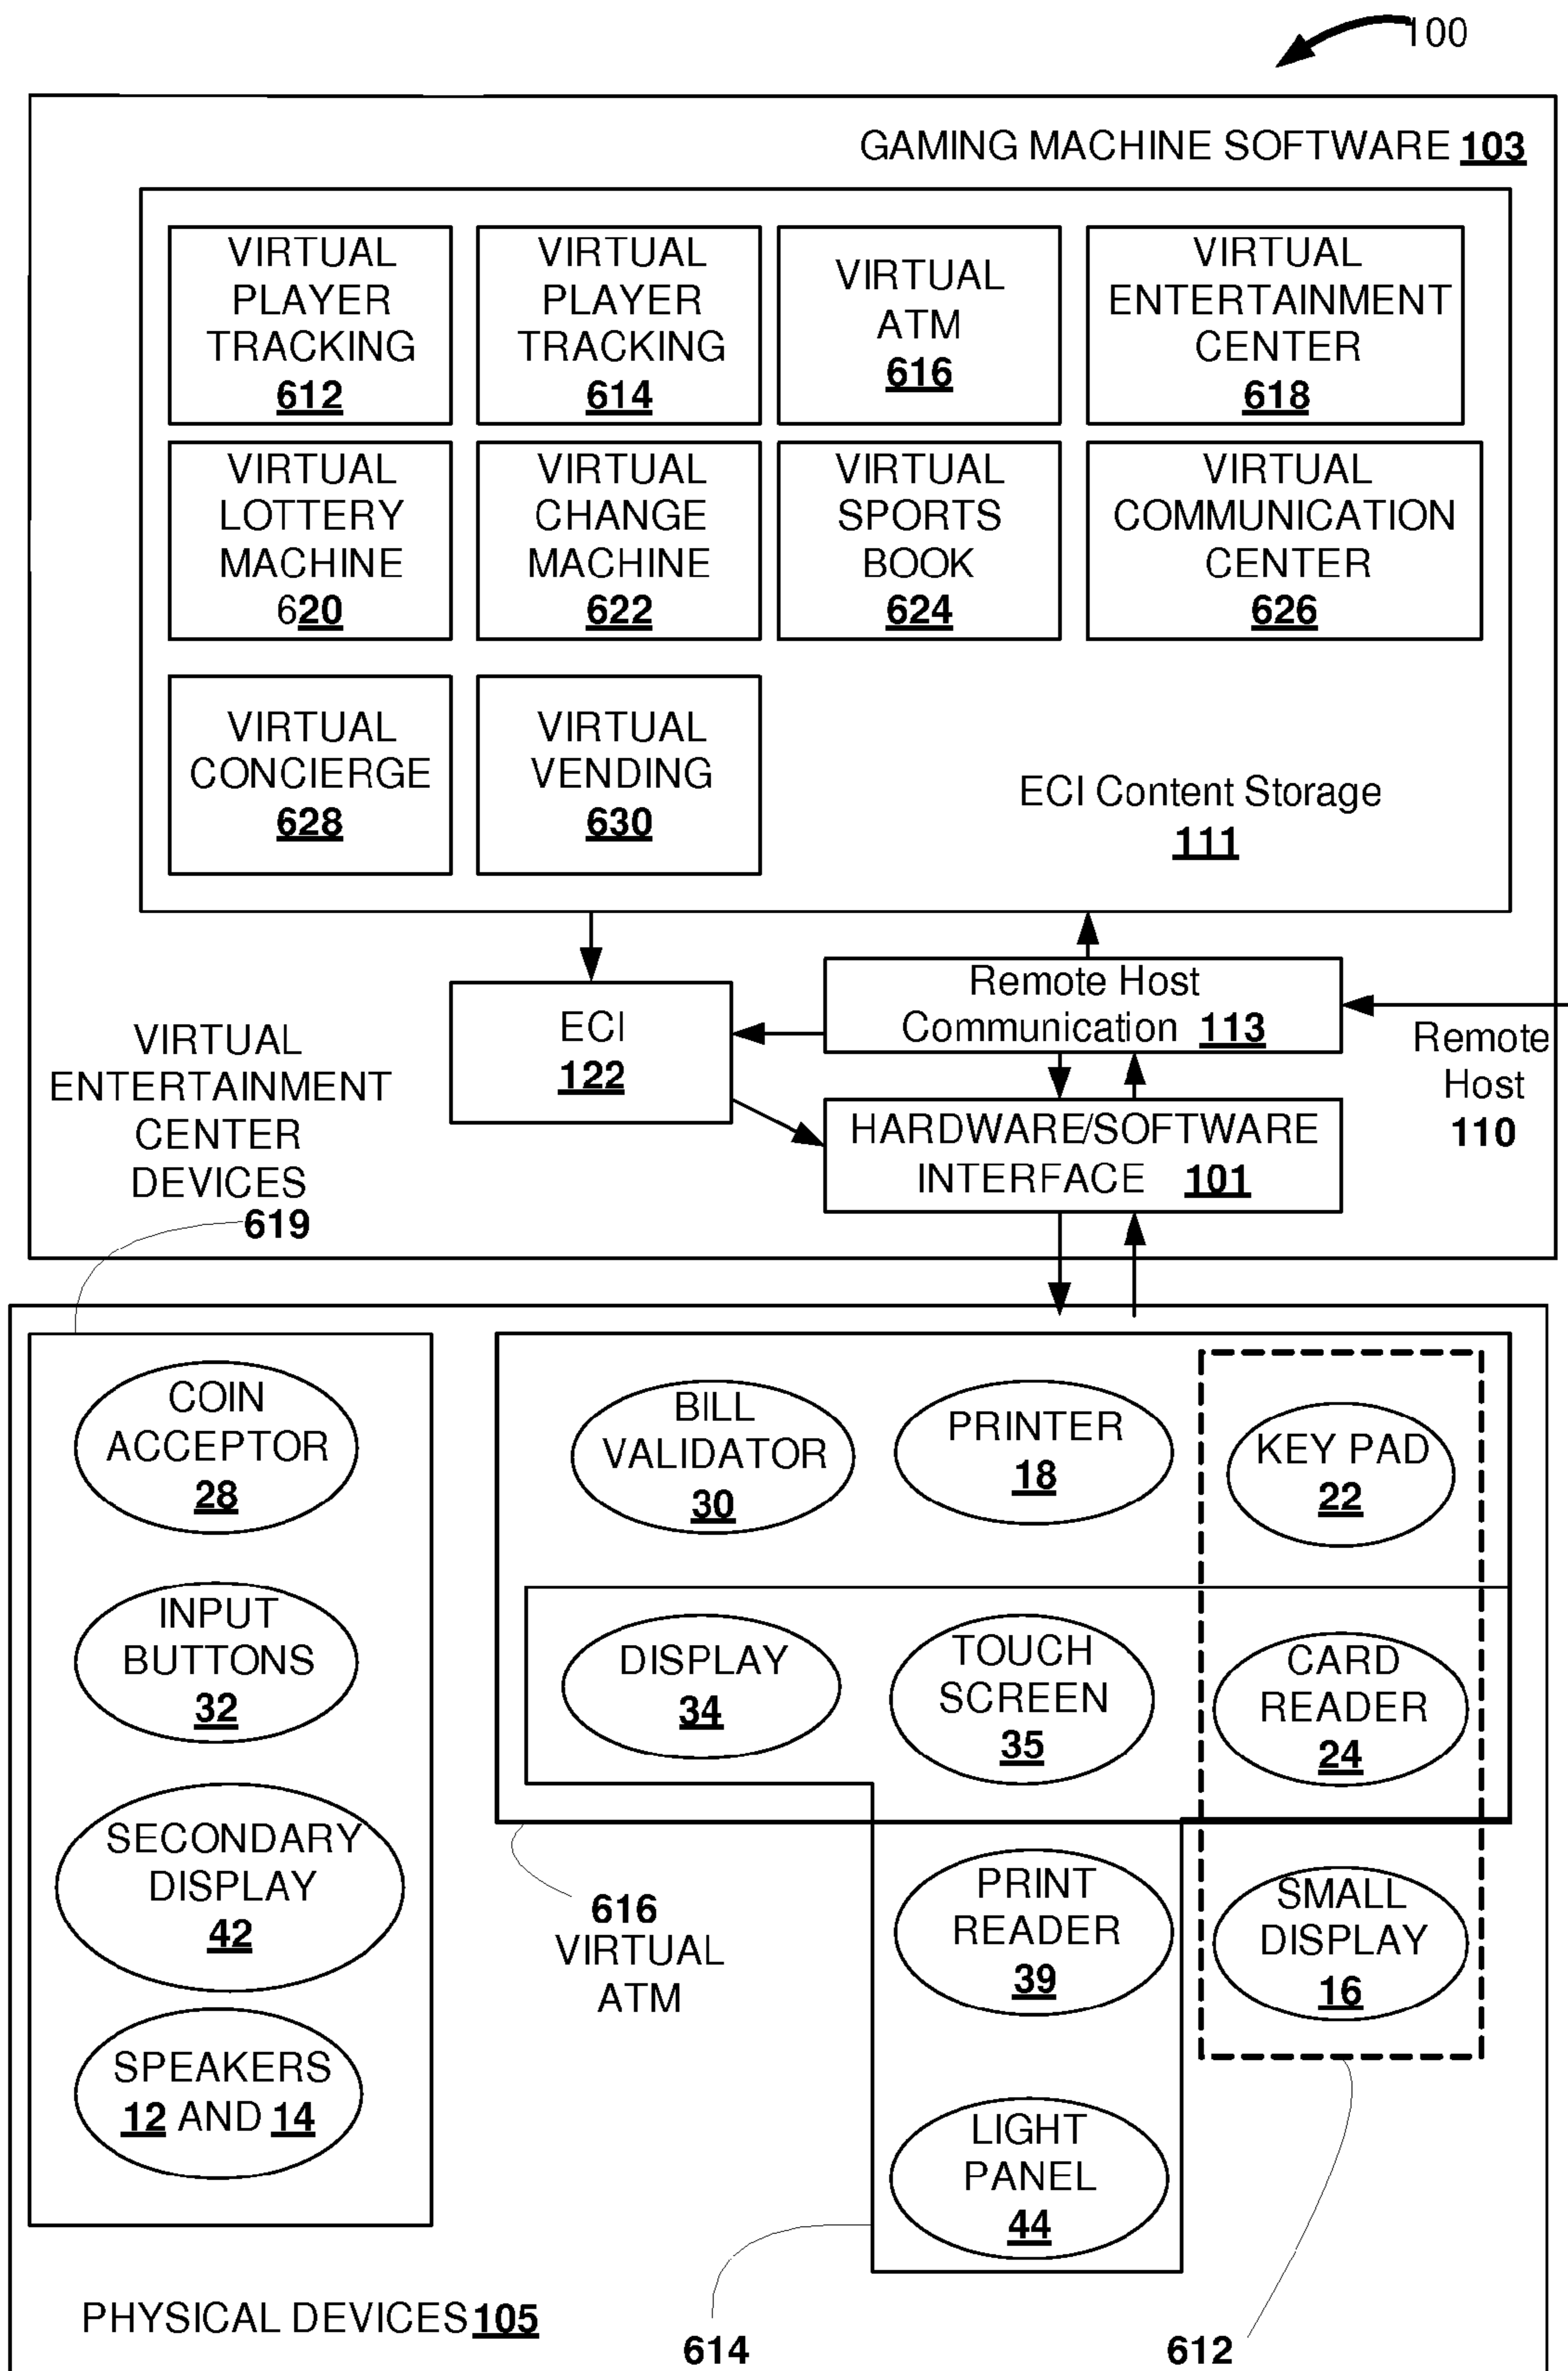 100
GAMING MACHINE SOFTWARE 103
VIRTUAL
PLAYER
TRACKING
612
VIRTUAL
PLAYER
TRACKING
614
VIRTUAL
ATM
616
VIRTUAL
ENTERTAINMENT
CENTER
618
VIRTUAL
LOTTERY
MACHINE
620
VIRTUAL
CHANGE
MACHINE
622
VIRTUAL
SPORTS
BOOK
624
VIRTUAL
COMMUNICATION
CENTER
626
VIRTUAL
CONCIERGE
628
VIRTUAL
VENDING
630
ECI Content Storage
111
ECI
122
Remote Host
Communication 113
Remote
Host
110
HARDWARE/SOFTWARE
INTERFACE 101
VIRTUAL
ENTERTAINMENT
CENTER
DEVICES
619
COIN
ACCEPTOR
28
INPUT
BUTTONS
32
SECONDARY
DISPLAY
42
SPEAKERS
12 AND 14
BILL
VALIDATOR
30
PRINTER
18
KEY PAD
22
DISPLAY
34
TOUCH
SCREEN
35
CARD
READER
24
616
VIRTUAL
ATM
PRINT
READER
39
SMALL
DISPLAY
16
LIGHT
PANEL
44
PHYSICAL DEVICES 105
614
612